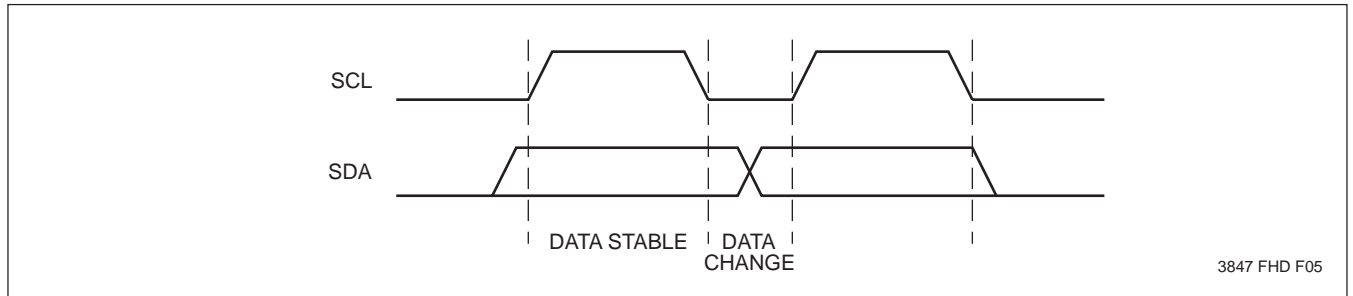 SCL
SDA
DATA STABLE
DATA
CHANGE
3847 FHD F05